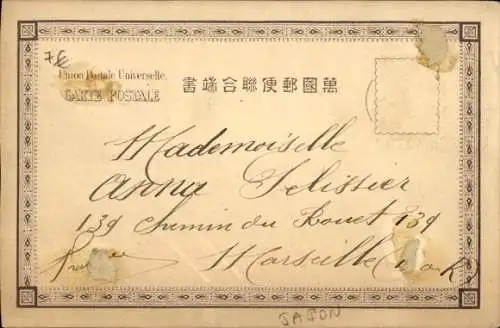 7€
Union Postale Universelle.
CARTE POSTALE
萬國郵便聯合端書
Mademoiselle
Anna Pelissier
139 Chemin du Rouet 139
Marseille
JAPON